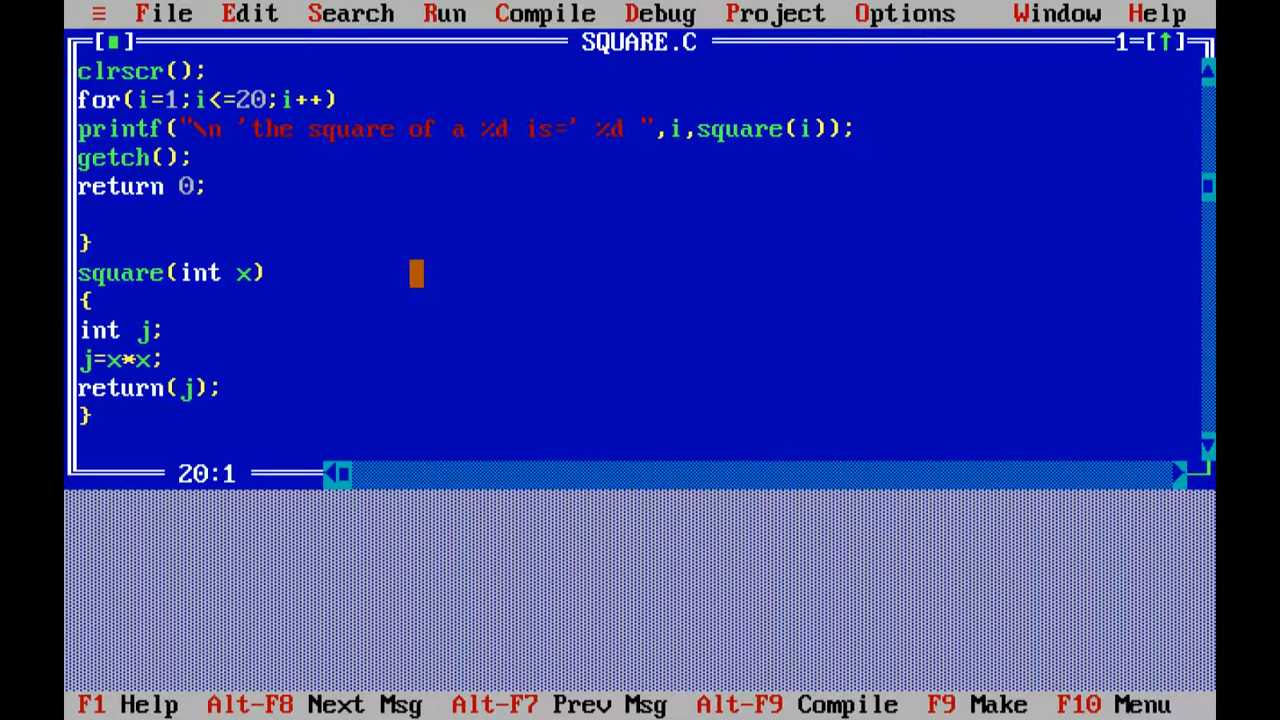 ≡ File Edit Search Run Compile Debug Project Options Window Help
[■] SQUARE.C 1=[↑]
clrscr();
for(i=1;i<=20;i++)
printf("\n 'the square of a %d is=' %d ",i,square(i));
getch();
return 0;
}
square(int x)
{
int j;
j=x*x;
return(j);
}
20:1
F1 Help Alt-F8 Next Msg Alt-F7 Prev Msg Alt-F9 Compile F9 Make F10 Menu